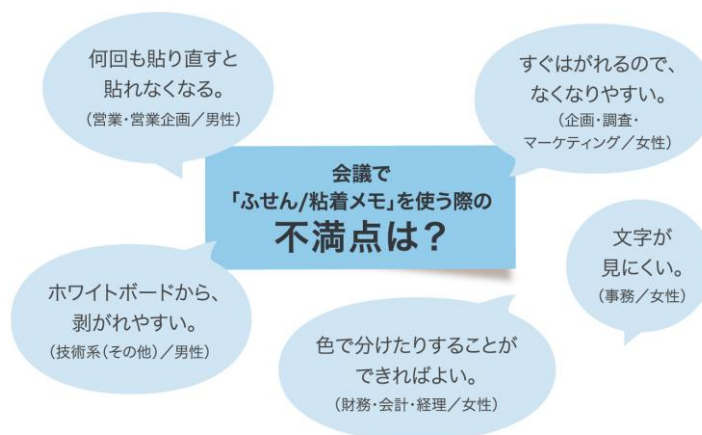 何回も貼り直すと
貼れなくなる。
（営業・営業企画／男性）
すぐはがれるので、
なくなりやすい。
（企画・調査・
マーケティング／女性）
会議で
「ふせん/粘着メモ」を使う際の
不満点は？
文字が
見にくい。
（事務／女性）
ホワイトボードから、
剥がれやすい。
（技術系（その他）／男性）
色で分けたりすることが
できればよい。
（財務・会計・経理／女性）